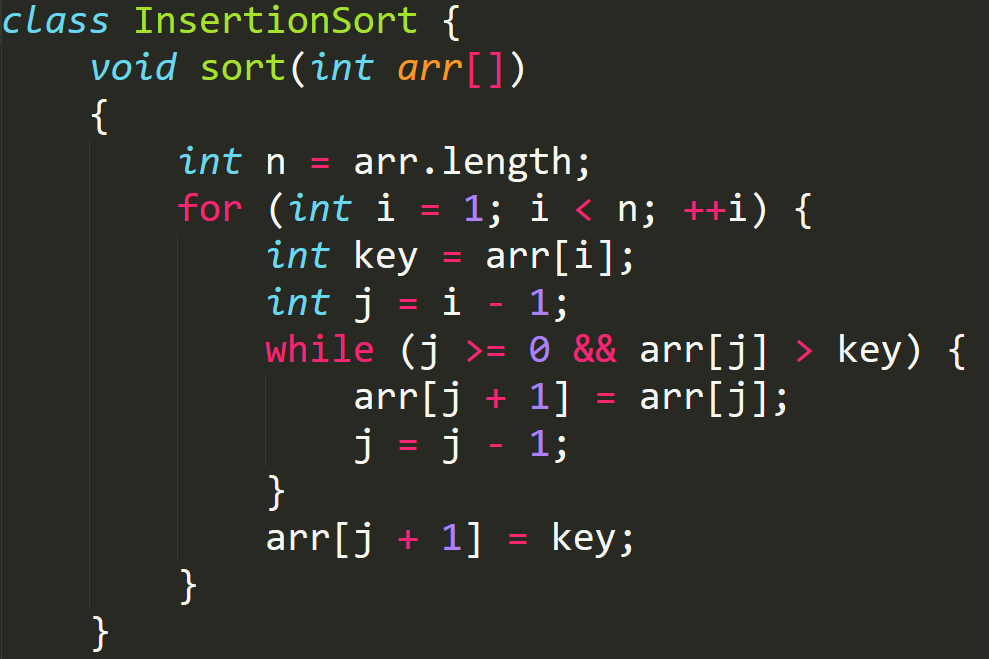 class InsertionSort {
    void sort(int arr[])
    {
        int n = arr.length;
        for (int i = 1; i < n; ++i) {
            int key = arr[i];
            int j = i - 1;
            while (j >= 0 && arr[j] > key) {
                arr[j + 1] = arr[j];
                j = j - 1;
            }
            arr[j + 1] = key;
        }
    }